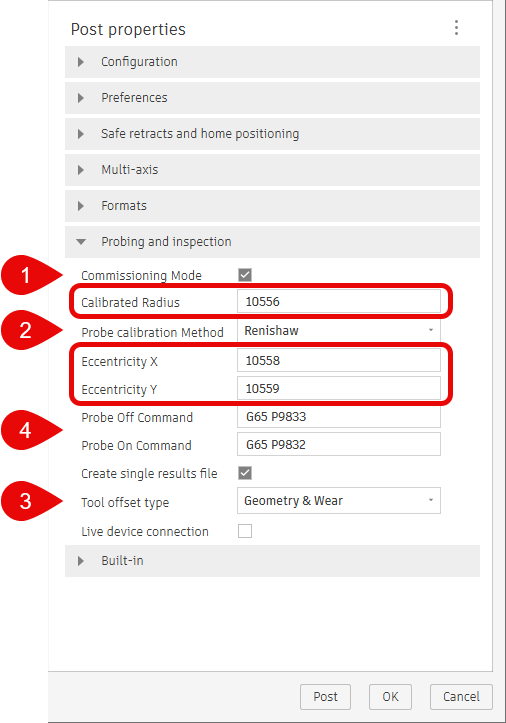 Post properties
Configuration
Preferences
Safe retracts and home positioning
Multi-axis
Formats
Probing and inspection
1 Commissioning Mode
Calibrated Radius 10556
2 Probe calibration Method Renishaw
Eccentricity X 10558
Eccentricity Y 10559
Probe Off Command G65 P9833
4
Probe On Command G65 P9832
Create single results file
3 Tool offset type Geometry & Wear
Live device connection
Built-in
Post OK Cancel